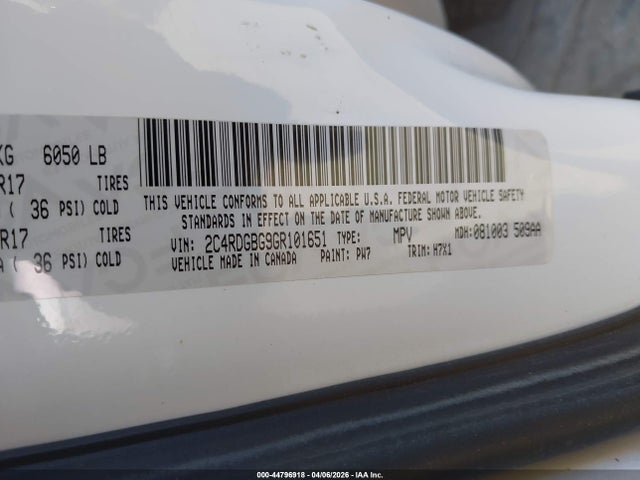 KG 6050 LB
R17 TIRES
( 36 PSI) COLD
R17 TIRES
A ( 36 PSI) COLD
THIS VEHICLE CONFORMS TO ALL APPLICABLE U.S.A. FEDERAL MOTOR VEHICLE SAFETY
STANDARDS IN EFFECT ON THE DATE OF MANUFACTURE SHOWN ABOVE.
VIN: 2C4RDGBG9GR101651 TYPE: MPV MDH:081003 509AA
VEHICLE MADE IN CANADA PAINT: PW7 TRIM: H7X1
000-44796918 - 04/06/2026 - IAA Inc.